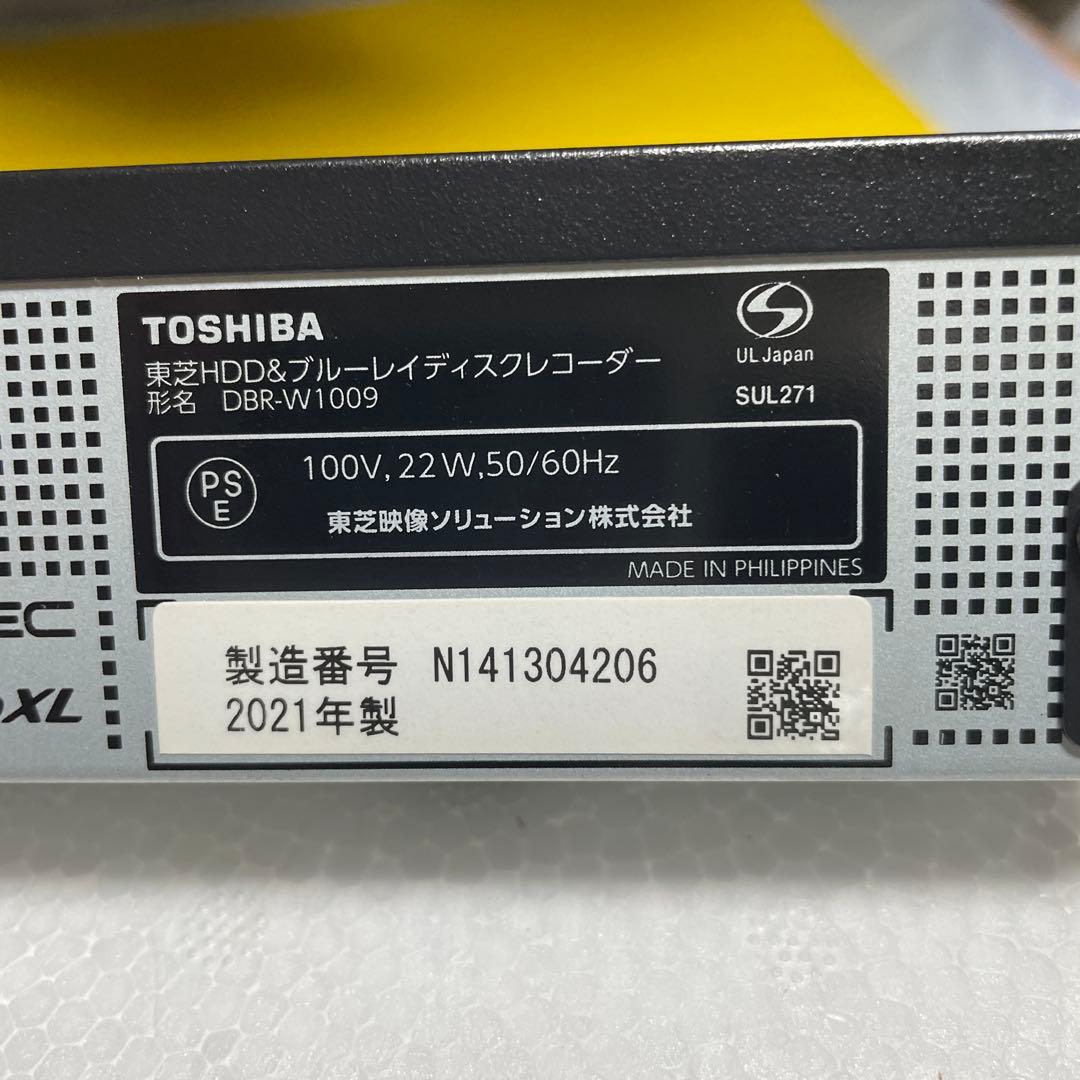 TOSHIBA
東芝HDD&ブルーレイディスクレコーダー
形名 DBR-W1009
UL Japan
SUL271
PS
E
100V, 22W, 50/60Hz
東芝映像ソリューション株式会社
MADE IN PHILIPPINES
EC
XL
製造番号 N141304206
2021年製